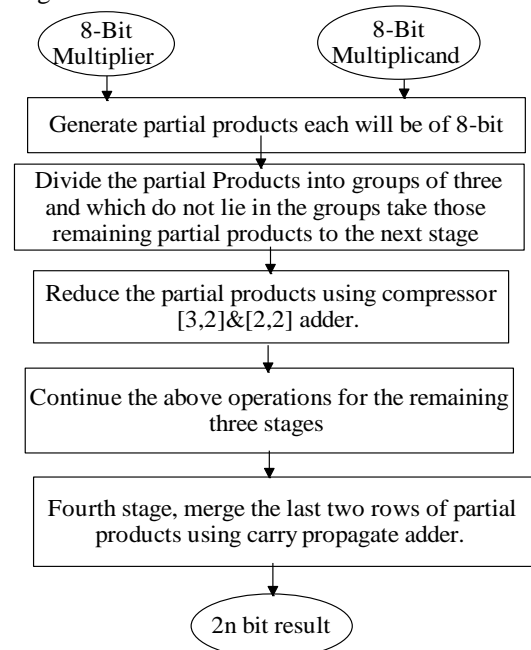 8-Bit
Multiplier
8-Bit
Multiplicand
Generate partial products each will be of 8-bit
Divide the partial Products into groups of three
and which do not lie in the groups take those
remaining partial products to the next stage
Reduce the partial products using compressor
[3,2]&[2,2] adder.
Continue the above operations for the remaining
three stages
Fourth stage, merge the last two rows of partial
products using carry propagate adder.
2n bit result